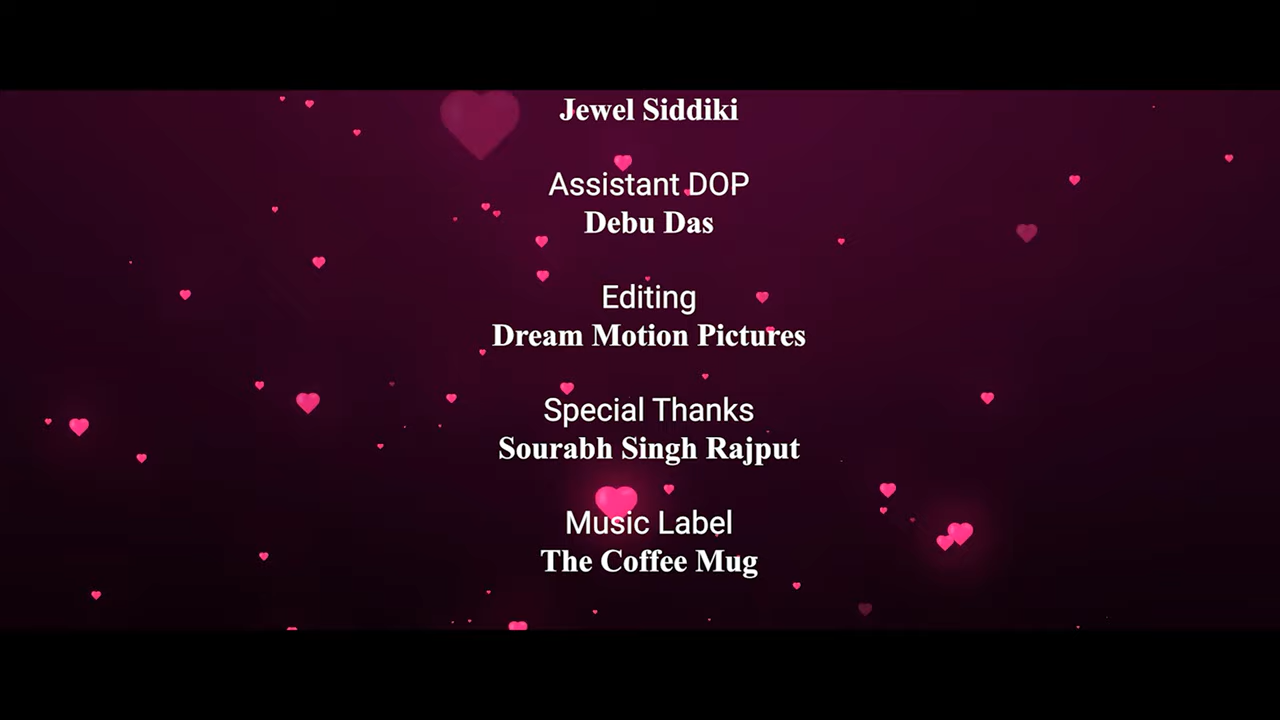 Jewel Siddiki
Assistant DOP
Debu Das
Editing
Dream Motion Pictures
Special Thanks
Sourabh Singh Rajput
Music Label
The Coffee Mug